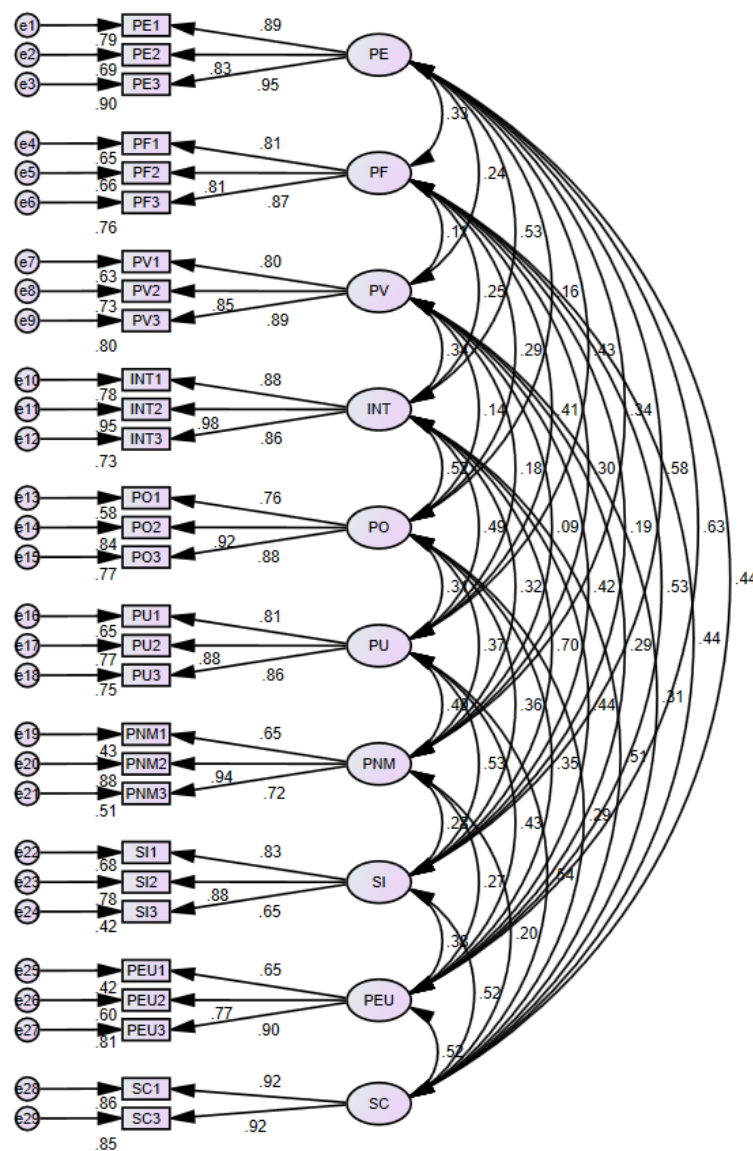 e1 PE1 .89
.79
e2 PE2 .83 PE
.69
e3 PE3 .95
.90
.33
e4 PF1 .81
.65
e5 PF2 .81 PF .24
.66
e6 PF3 .87
.76
.17 .53
e7 PV1 .80
.63
e8 PV2 .85 PV .25 .16
.73
e9 PV3 .89
.80
.34 .29 .43
e10 INT1 .88
.78
e11 INT2 .98 INT .14 .41 .34
.95
e12 INT3 .86
.73
.52 .18 .30 .58
e13 PO1 .76
.58
e14 PO2 .92 PO .49 .09 .19 .63
.84
e15 PO3 .88
.77
.32 .42 .53 .44
e16 PU1 .81
.65
e17 PU2 .88 PU .37 .70 .29 .44
.77
e18 PU3 .86
.75
.36 .44 .31
e19 PNM1 .65
.43
e20 PNM2 .94 PNM .53 .35 .51
.88
e21 PNM3 .72
.51
.43 .29
e22 SI1 .83
.68
e23 SI2 .88 SI .27 .54
.78
e24 SI3 .65
.42
.20
e25 PEU1 .65
.42
e26 PEU2 .77 PEU .52
.60
e27 PEU3 .90
.81
.52
e28 SC1 .92
.86
e29 SC3 .92 SC
.85